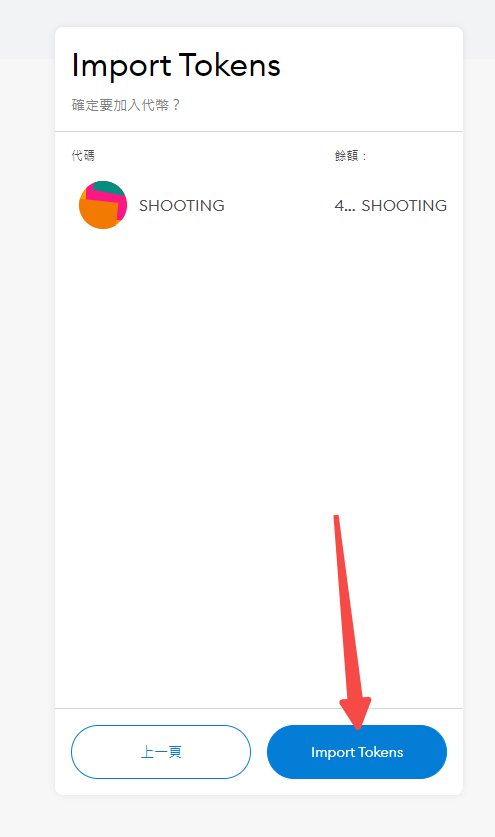 Import Tokens
確定要加入代幣？
代碼
餘額：
SHOOTING
4... SHOOTING
上一頁
Import Tokens